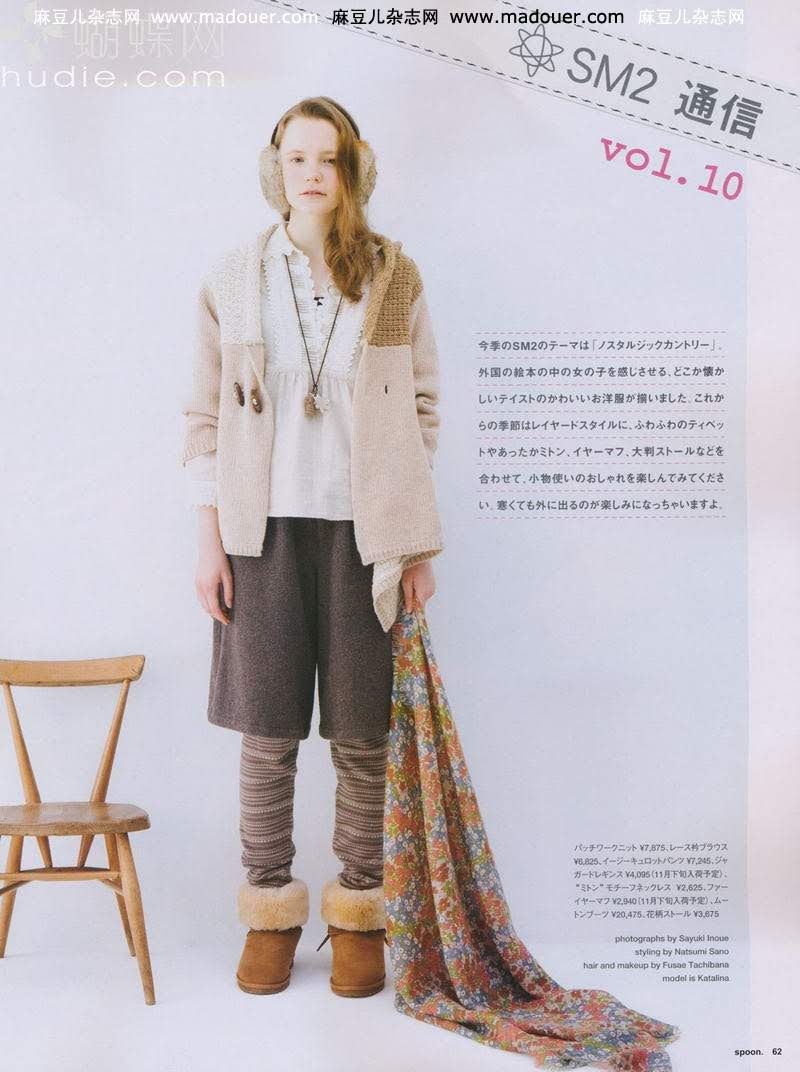 麻豆儿杂志网 www.madouer.com 麻豆儿杂志网 www.madouer.com 麻豆儿杂志网
蝴蝶网
hudie.com
SM2 通信
vol.10
今季のSM2のテーマは「ノスタルジックカントリー」。
外国の絵本の中の女の子を感じさせる、どこか懐か
しいテイストのかわいいお洋服が揃いました。これか
らの季節はレイヤードスタイルに、ふわふわのティペッ
トやあったかミトン、イヤーマフ、大判ストールなどを
合わせて、小物使いのおしゃれを楽しんでみてくださ
い。寒くても外に出るのが楽しみになっちゃいますよ。
パッチワークニット ¥7,875、レース衿ブラウス
¥6,825、イージーキュロットパンツ ¥7,245、ジャ
ガードレギンス ¥4,095（11月下旬入荷予定）、
“ミトン”モチーフネックレス ¥2,625、ファー
イヤーマフ ¥2,940（11月下旬入荷予定）、ムー
トンブーツ ¥20,475、花柄ストール ¥3,675
photographs by Sayuki Inoue
styling by Natsumi Sano
hair and makeup by Fusae Tachibana
model is Katalina
spoon. 62